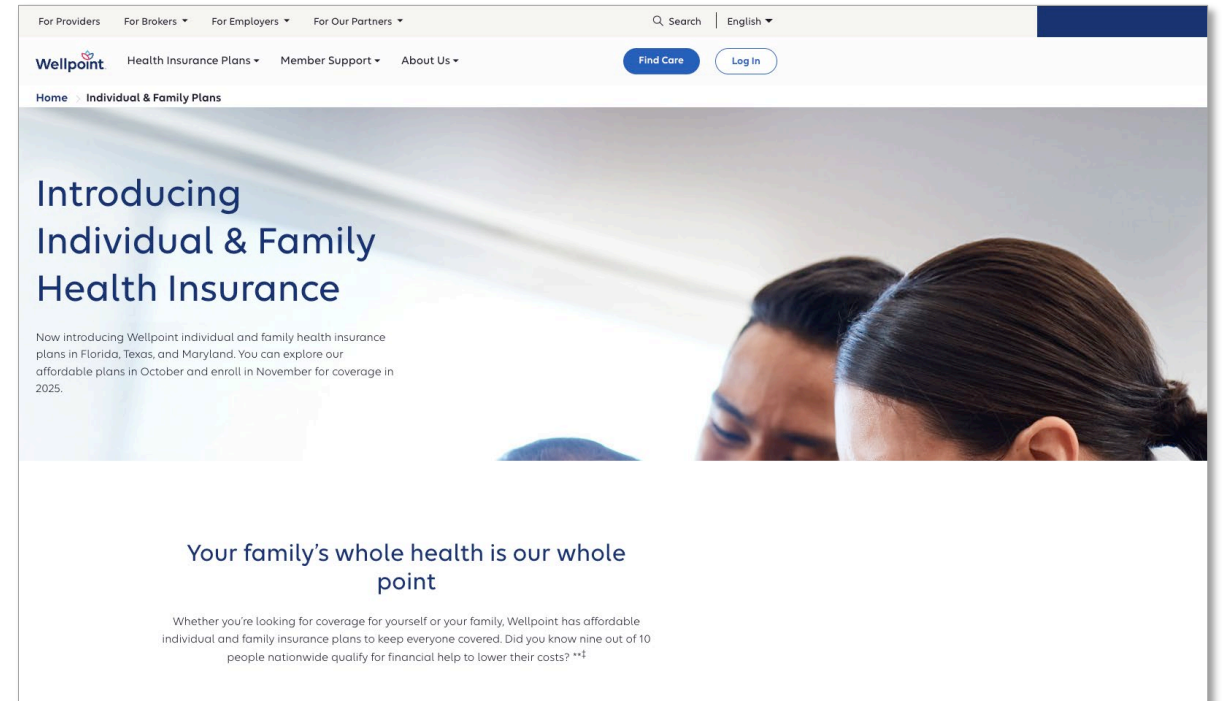 For Providers For Brokers For Employers For Our Partners Search English
Wellpoint Health Insurance Plans Member Support About Us Find Care Log In
Home > Individual & Family Plans
Introducing
Individual & Family
Health Insurance
Now introducing Wellpoint individual and family health insurance
plans in Florida, Texas, and Maryland. You can explore our
affordable plans in October and enroll in November for coverage in
2025.
Your family's whole health is our whole
point
Whether you're looking for coverage for yourself or your family, Wellpoint has affordable
individual and family insurance plans to keep everyone covered. Did you know nine out of 10
people nationwide qualify for financial help to lower their costs? **‡